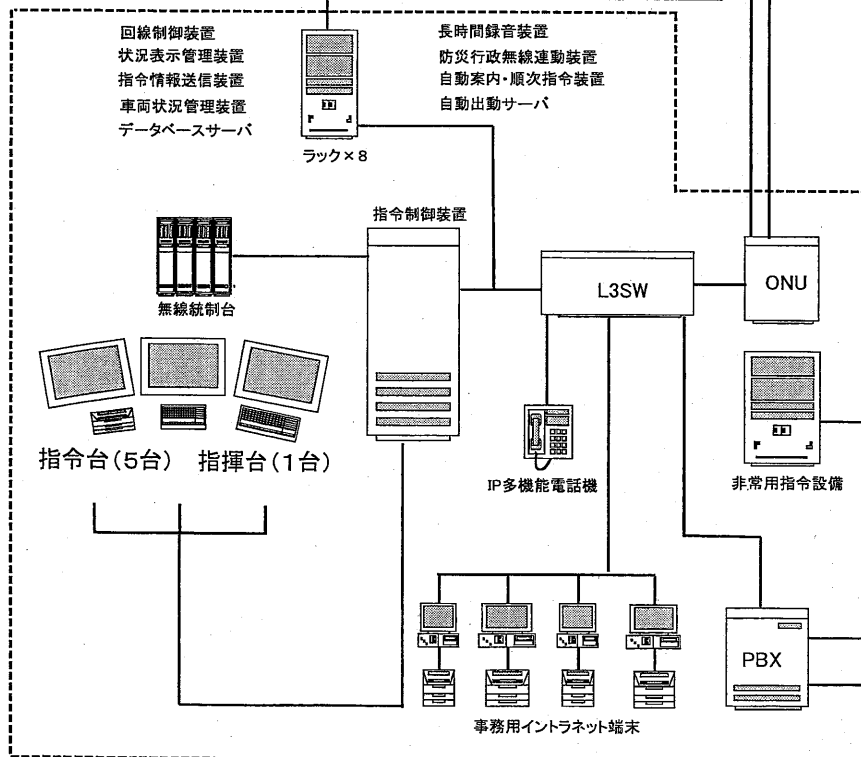 回線制御装置
状況表示管理装置
指令情報送信装置
車両状況管理装置
データベースサーバ
長時間録音装置
防災行政無線連動装置
自動案内・順次指令装置
自動出動サーバ
ラック×8
指令制御装置
無線統制台
L3SW
ONU
指令台(5台)
指揮台(1台)
IP多機能電話機
非常用指令設備
PBX
事務用イントラネット端末